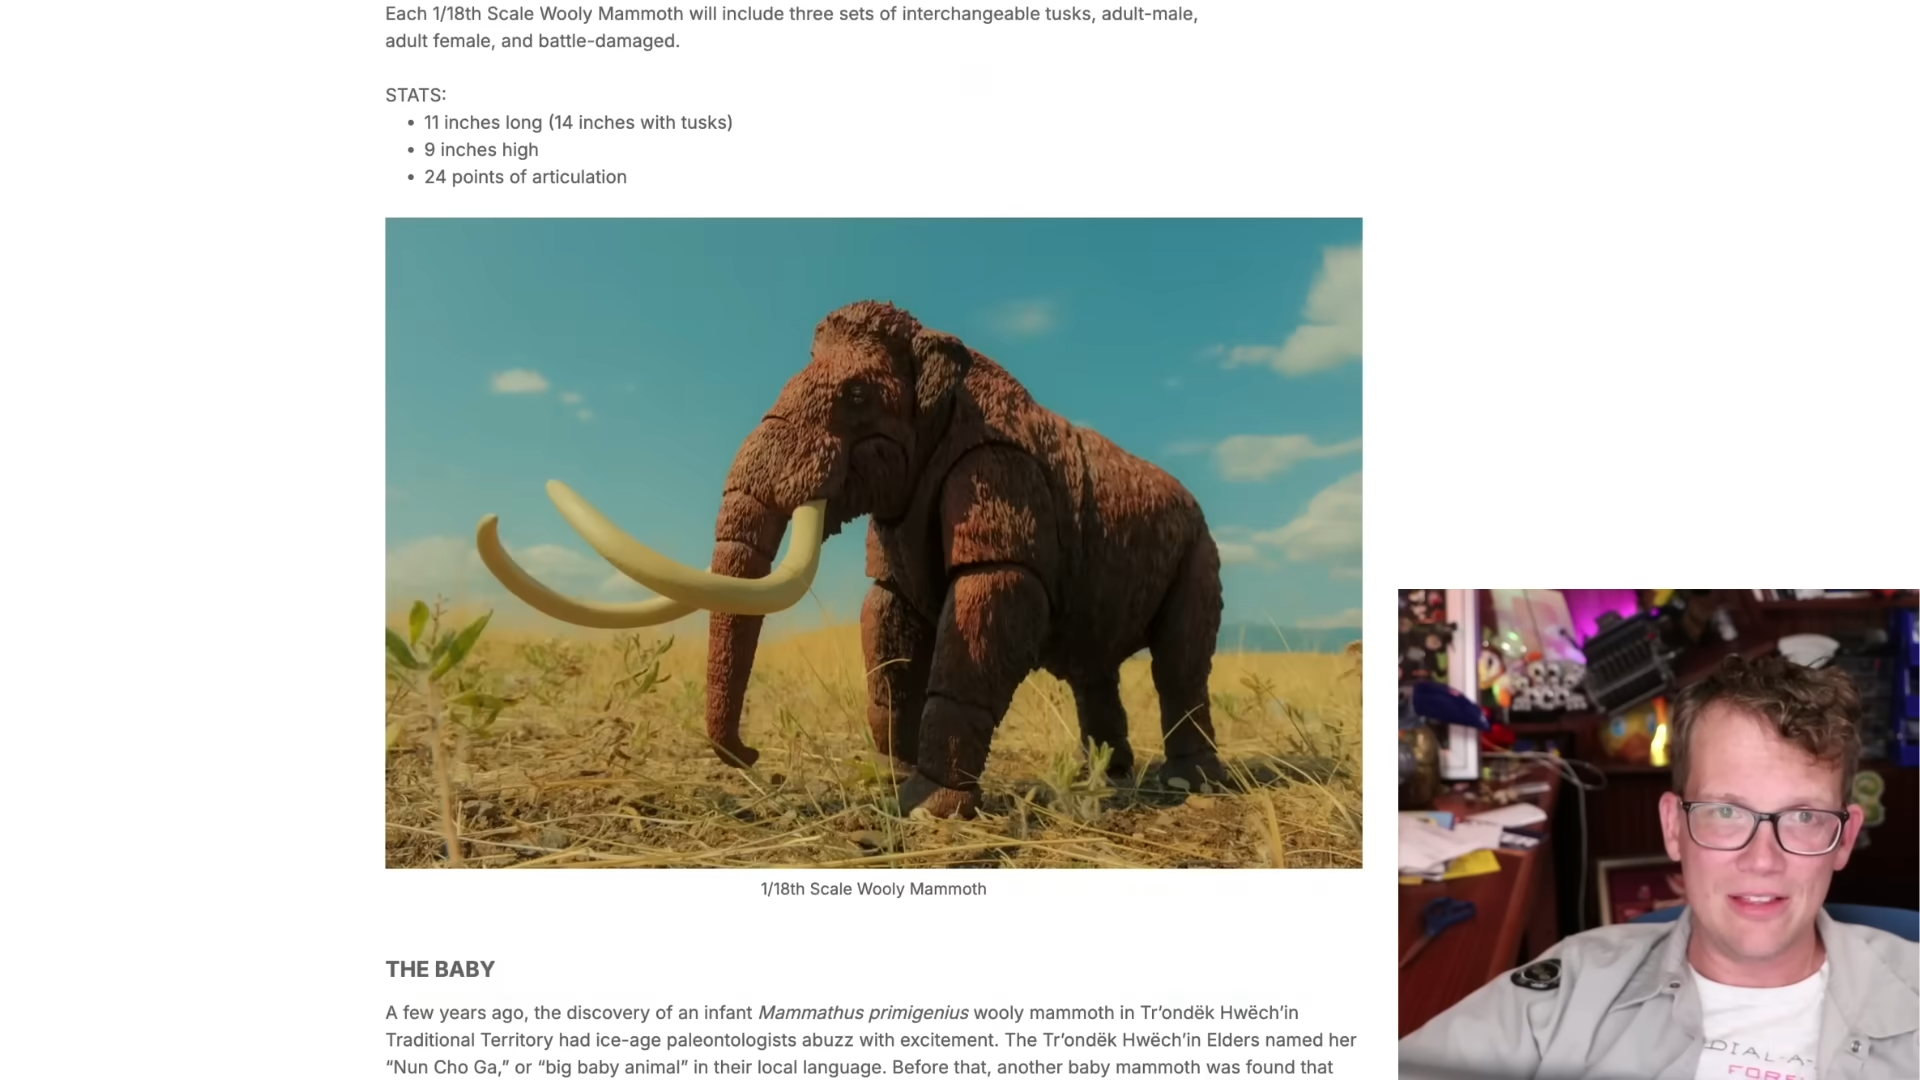 Each 1/18th Scale Wooly Mammoth will include three sets of interchangeable tusks, adult-male,
adult female, and battle-damaged.
STATS:
• 11 inches long (14 inches with tusks)
• 9 inches high
• 24 points of articulation
1/18th Scale Wooly Mammoth
THE BABY
A few years ago, the discovery of an infant Mammathus primigenius wooly mammoth in Tr’ondëk Hwëch’in
Traditional Territory had ice-age paleontologists abuzz with excitement. The Tr’ondëk Hwëch’in Elders named her
“Nun Cho Ga,” or “big baby animal” in their local language. Before that, another baby mammoth was found that
DIAL-A-